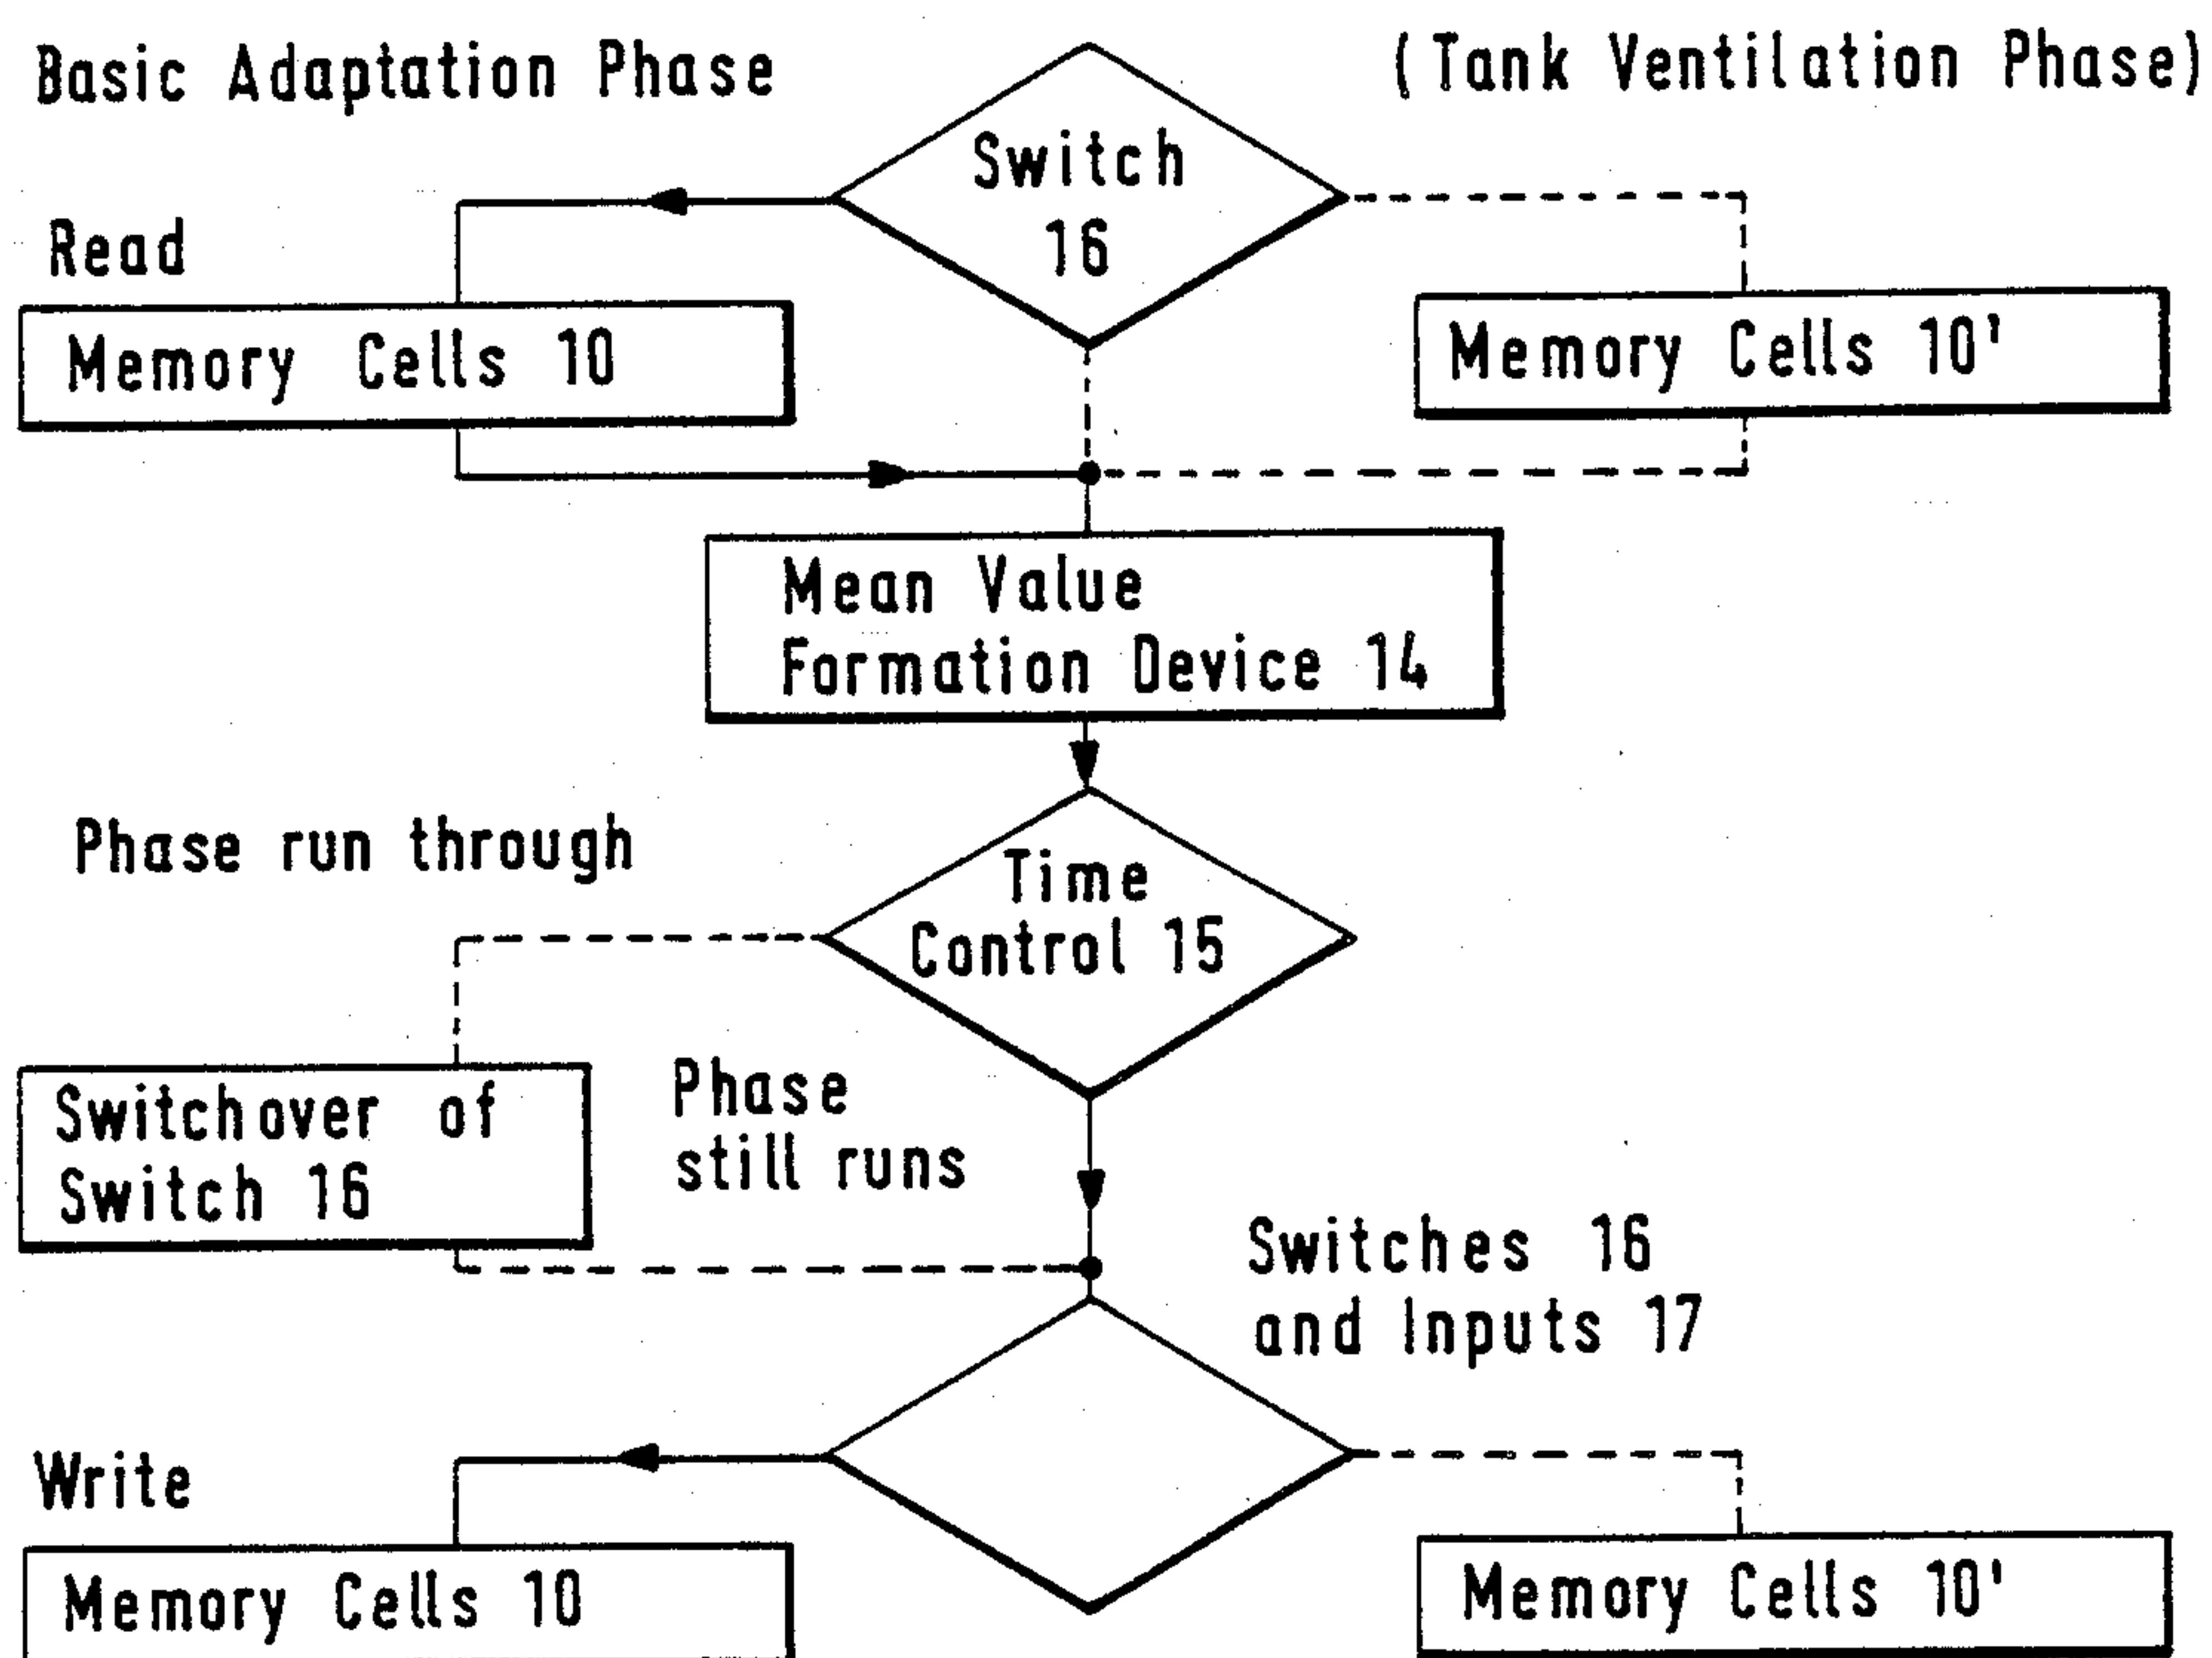 Basic Adaptation Phase
(Tank Ventilation Phase)
Switch
16
Read
Memory Cells 10
Memory Cells 10'
Mean Value
Formation Device 14
Phase run through
Time
Control 15
Switchover of
Switch 16
Phase
still runs
Switches 16
and Inputs 17
Write
Memory Cells 10
Memory Cells 10'